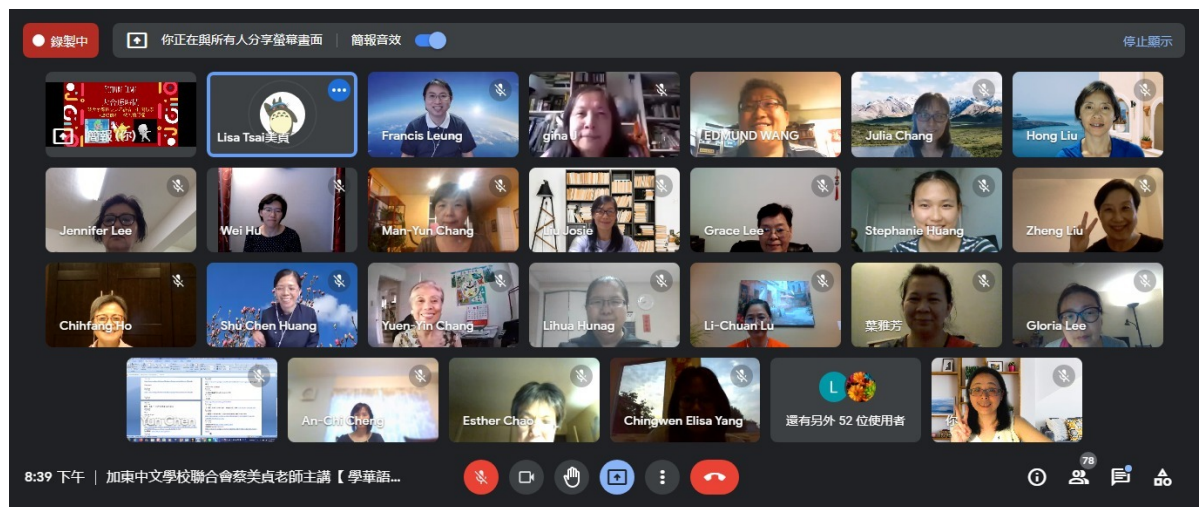 錄製中
你正在與所有人分享螢幕畫面 | 簡報音效
停止顯示
簡報 (你)
Lisa Tsai美貞
Francis Leung
gina
EDMUND WANG
Julia Chang
Hong Liu
Jennifer Lee
Wei Hu
Man-Yun Chang
Liu Josie
Grace Lee
Stephanie Huang
Zheng Liu
Chihfang Ho
Shu Chen Huang
Yuen-Yin Chang
Lihua Hunag
Li-Chuan Lu
葉雅芳
Gloria Lee
An-Chi Cheng
Esther Chao
Chingwen Elisa Yang
L
還有另外 52 位使用者
你
8:39 下午 | 加東中文學校聯合會蔡美貞老師主講【 學華語...
78